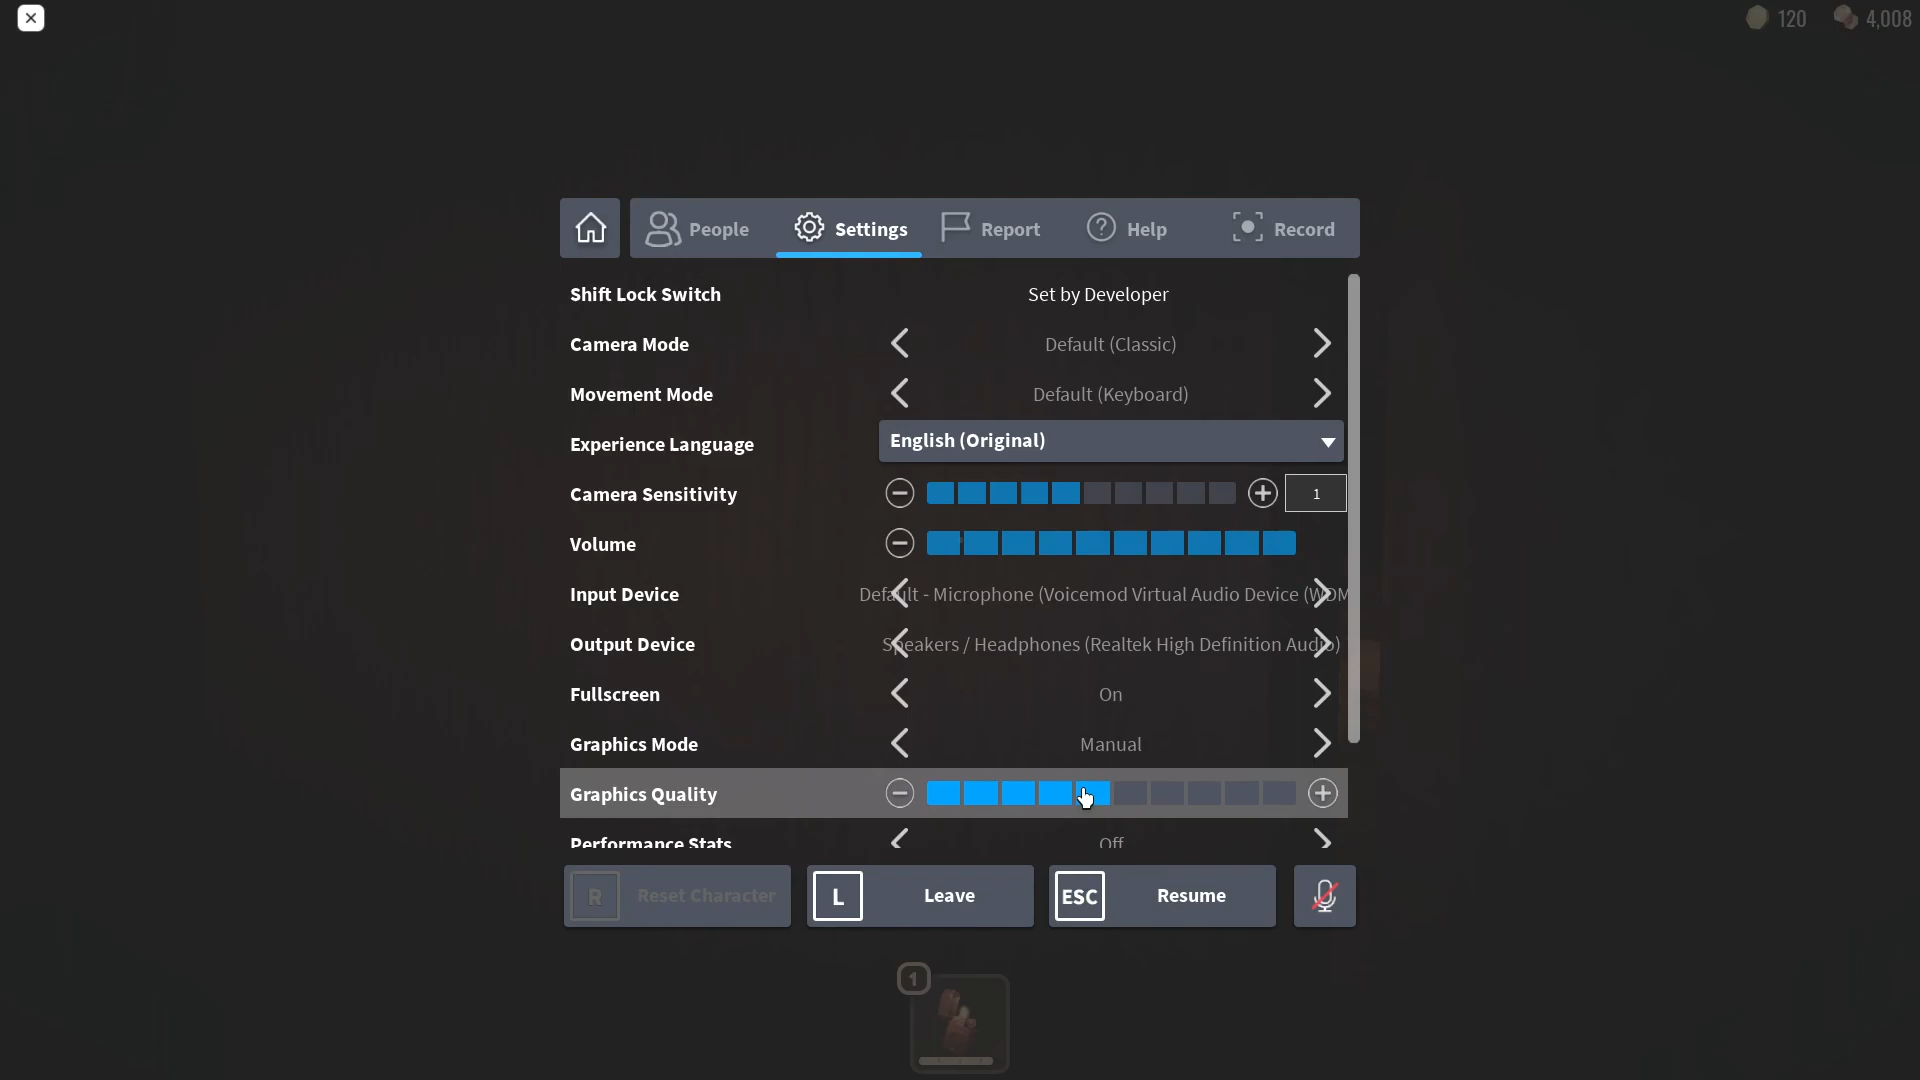 120 4,008
People Settings Report Help Record
Shift Lock Switch Set by Developer
Camera Mode Default (Classic)
Movement Mode Default (Keyboard)
Experience Language English (Original)
Camera Sensitivity 1
Volume
Input Device Default - Microphone (Voicemod Virtual Audio Device (WDM
Output Device Speakers / Headphones (Realtek High Definition Audio)
Fullscreen On
Graphics Mode Manual
Graphics Quality
Performance Stats Off
R Reset Character L Leave ESC Resume
1